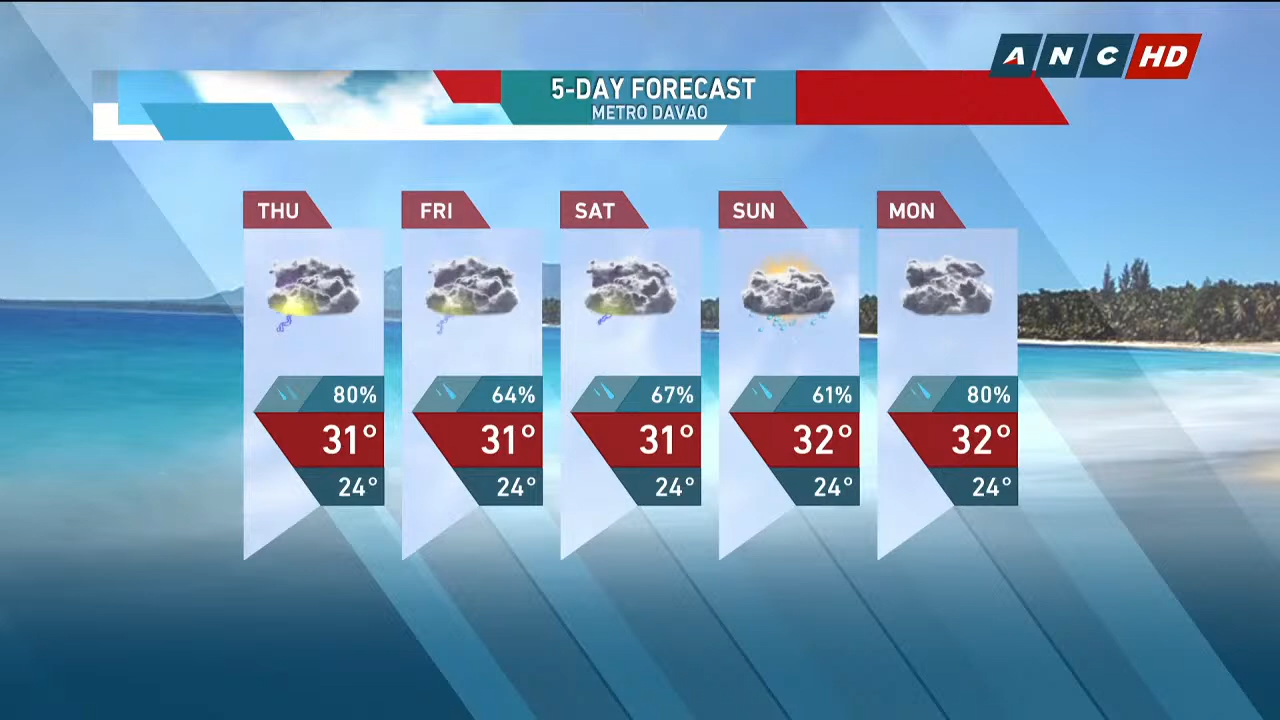 ANC HD
5-DAY FORECAST
METRO DAVAO
THU
FRI
SAT
SUN
MON
80%
64%
67%
61%
80%
31°
31°
31°
32°
32°
24°
24°
24°
24°
24°